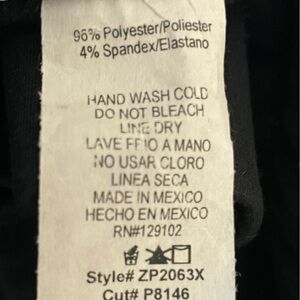 96% Polyester/Poliester
4% Spandex/Elastano
HAND WASH COLD
DO NOT BLEACH
LINE DRY
LAVE FRIO A MANO
NO USAR CLORO
LINEA SECA
MADE IN MEXICO
HECHO EN MEXICO
RN#129102
Style# ZP2063X
Cut# P8146